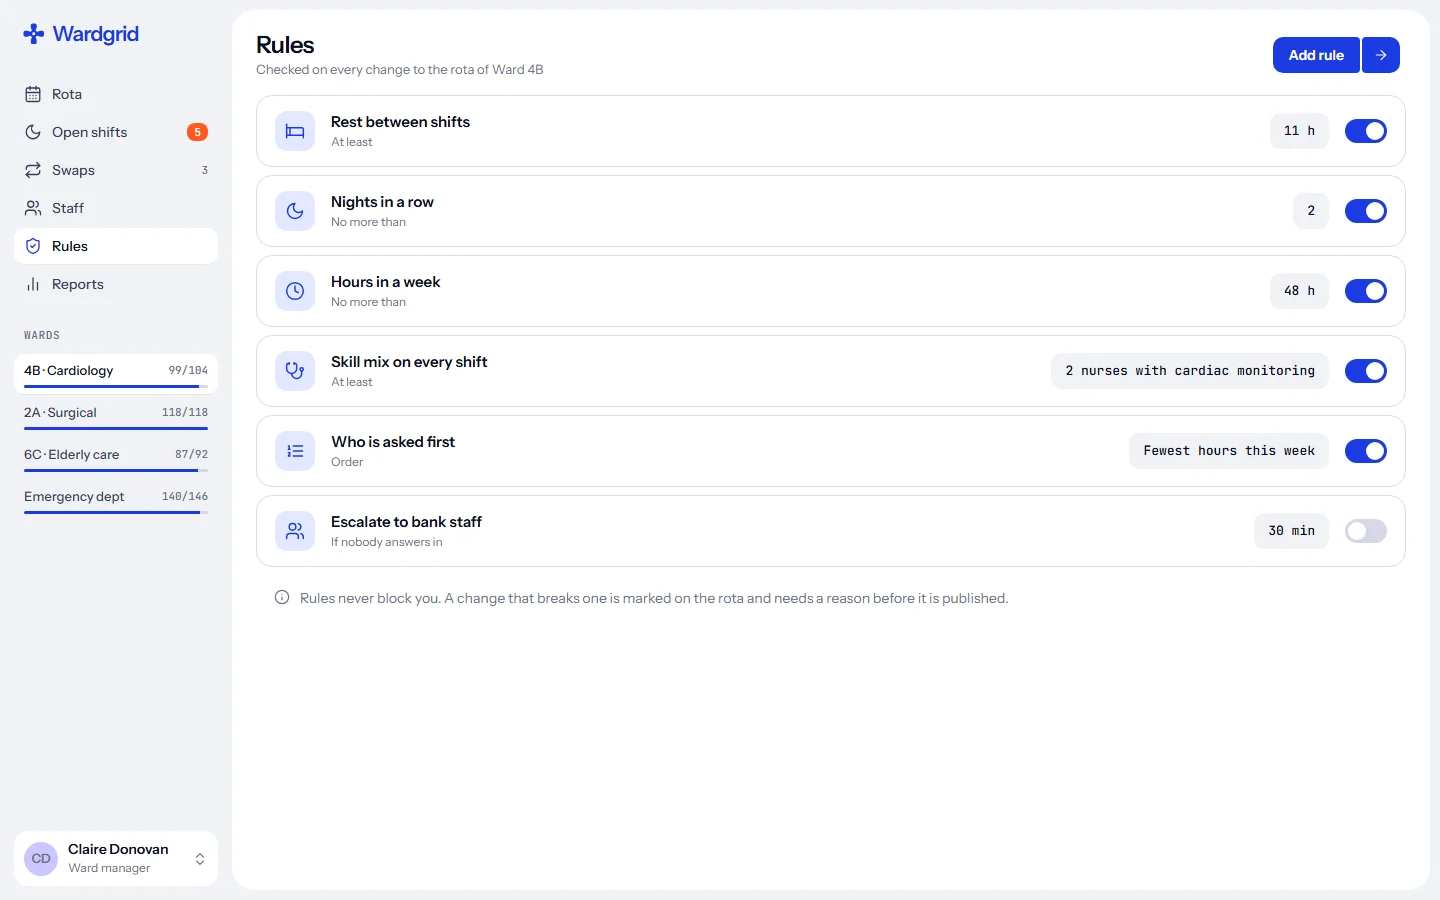 Wardgrid
Rota
Open shifts 5
Swaps 3
Staff
Rules
Reports
WARDS
4B · Cardiology 99/104
2A · Surgical 118/118
6C · Elderly care 87/92
Emergency dept 140/146
CD
Claire Donovan
Ward manager
Rules
Checked on every change to the rota of Ward 4B
Add rule
Rest between shifts
At least
11 h
Nights in a row
No more than
2
Hours in a week
No more than
48 h
Skill mix on every shift
At least
2 nurses with cardiac monitoring
Who is asked first
Order
Fewest hours this week
Escalate to bank staff
If nobody answers in
30 min
Rules never block you. A change that breaks one is marked on the rota and needs a reason before it is published.